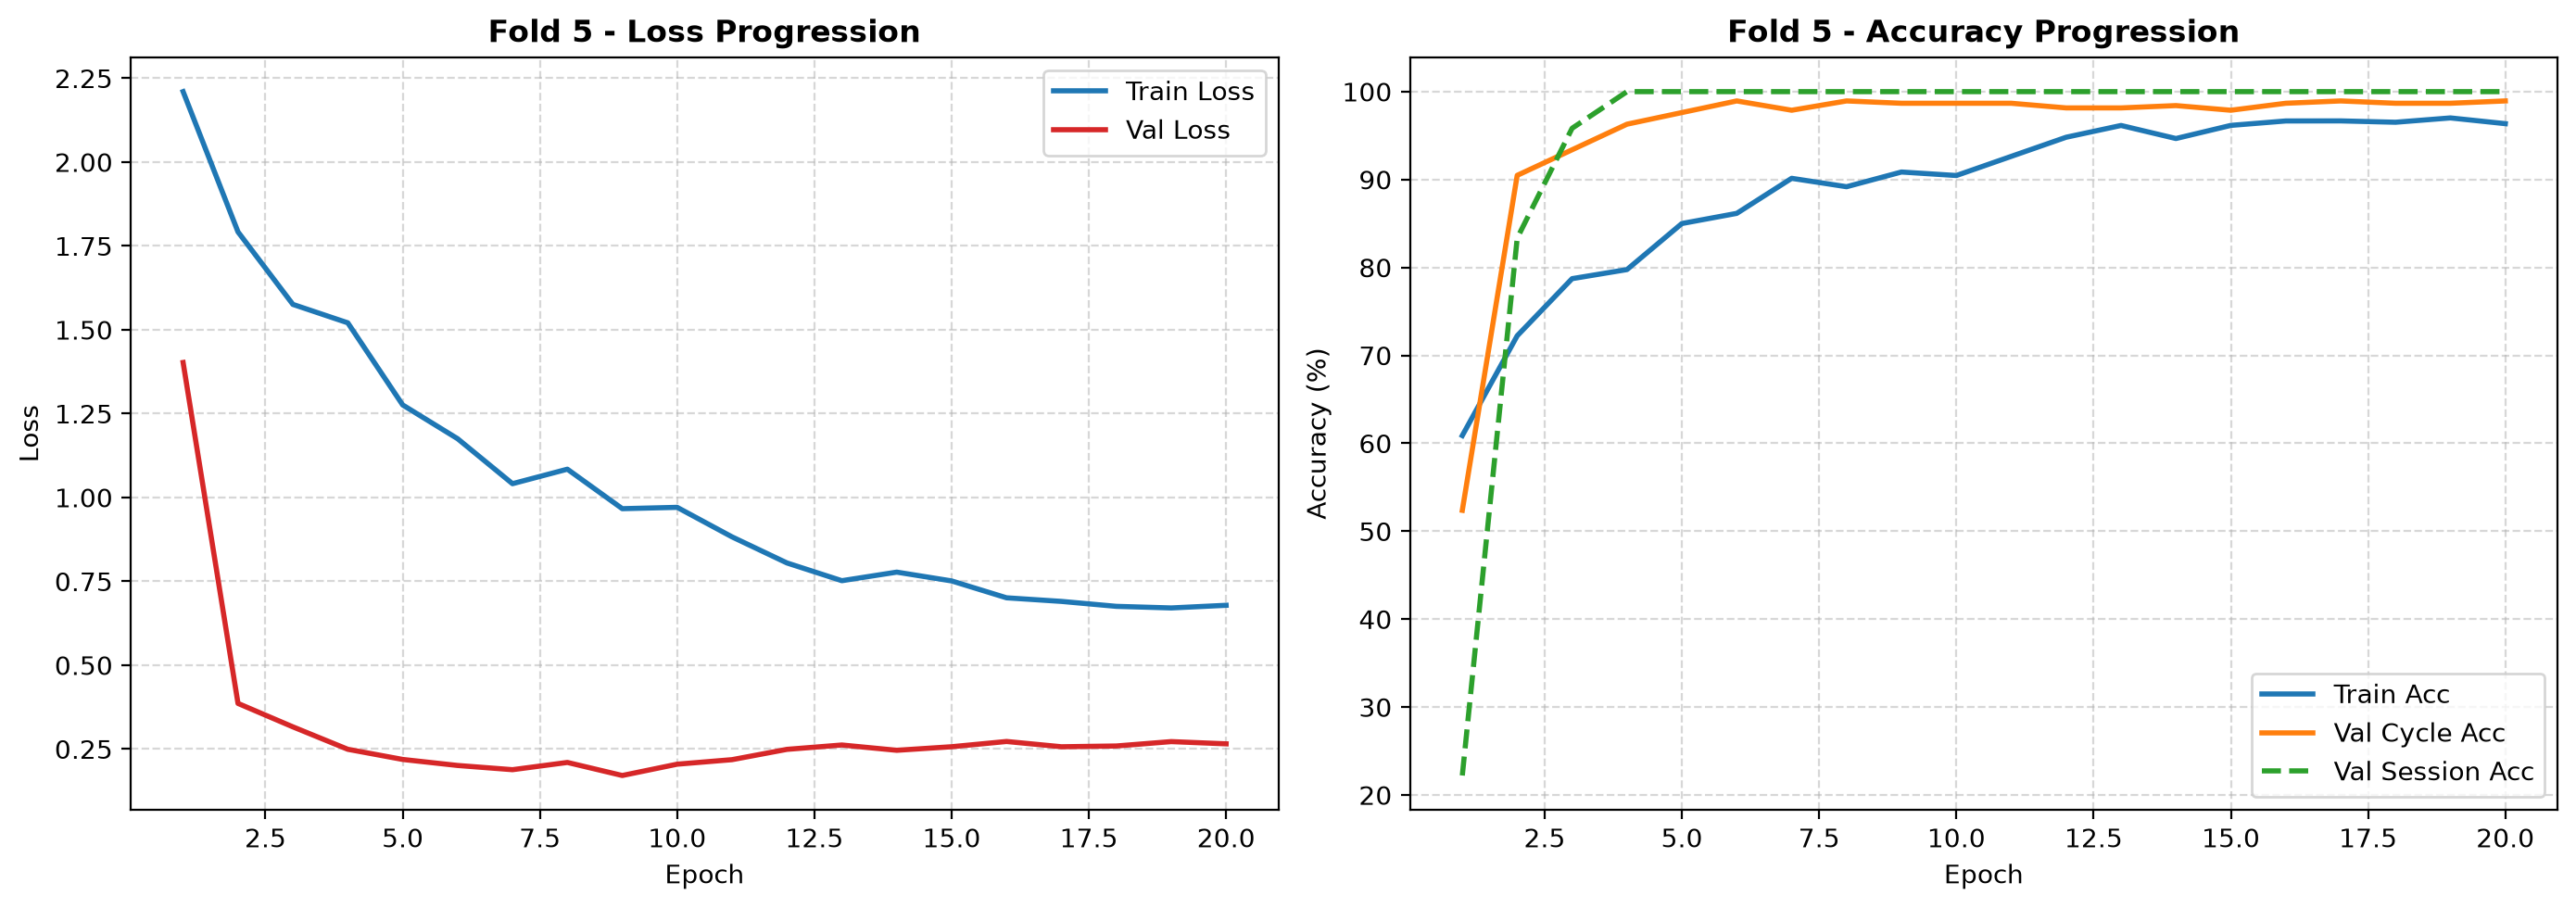 Fold 5 - Loss Progression
2.25
2.00
1.75
1.50
1.25
1.00
0.75
0.50
0.25
Loss
Train Loss
Val Loss
2.5 5.0 7.5 10.0 12.5 15.0 17.5 20.0
Epoch
Fold 5 - Accuracy Progression
100
90
80
70
60
50
40
30
20
Accuracy (%)
Train Acc
Val Cycle Acc
Val Session Acc
2.5 5.0 7.5 10.0 12.5 15.0 17.5 20.0
Epoch